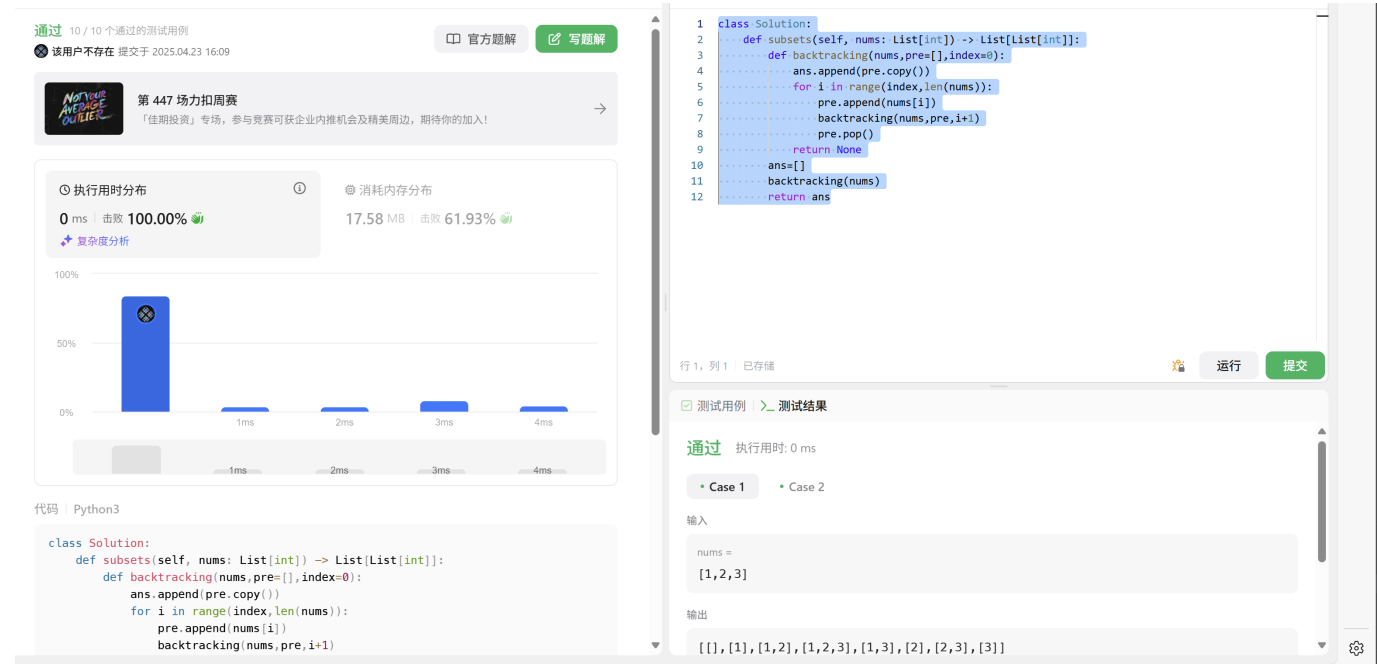 通过 10 / 10 个通过的测试用例
该用户不存在 提交于 2025.04.23 16:09
官方题解
写题解
NOT YOUR
AVERAGE
OUTLIER
第 447 场力扣周赛
「佳期投资」专场，参与竞赛可获企业内推机会及精美周边，期待你的加入！
执行用时分布
0 ms 击败 100.00%
复杂度分析
消耗内存分布
17.58 MB 击败 61.93%
100%
50%
0%
1ms 2ms 3ms 4ms
1ms 2ms 3ms 4ms
代码 Python3
class Solution:
    def subsets(self, nums: List[int]) -> List[List[int]]:
        def backtracking(nums,pre=[],index=0):
            ans.append(pre.copy())
            for i in range(index,len(nums)):
                pre.append(nums[i])
                backtracking(nums,pre,i+1)
1 class Solution:
2     def subsets(self, nums: List[int]) -> List[List[int]]:
3         def backtracking(nums,pre=[],index=0):
4             ans.append(pre.copy())
5             for i in range(index,len(nums)):
6                 pre.append(nums[i])
7                 backtracking(nums,pre,i+1)
8                 pre.pop()
9             return None
10         ans=[]
11         backtracking(nums)
12         return ans
行 1，列 1 已存储
运行
提交
测试用例 >_ 测试结果
通过 执行用时: 0 ms
• Case 1 • Case 2
输入
nums =
[1,2,3]
输出
[[],[1],[1,2],[1,2,3],[1,3],[2],[2,3],[3]]